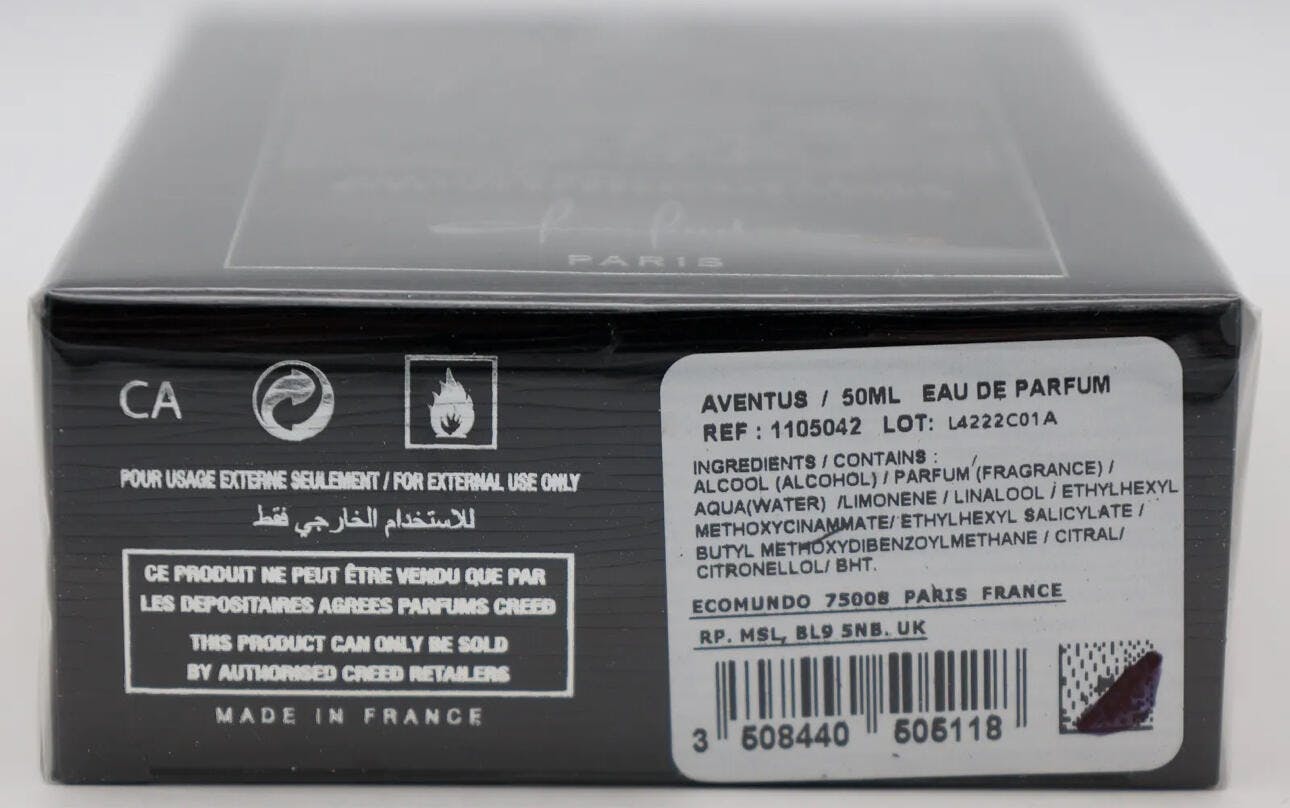 PARIS
CA
POUR USAGE EXTERNE SEULEMENT / FOR EXTERNAL USE ONLY
للاستخدام الخارجي فقط
CE PRODUIT NE PEUT ÊTRE VENDU QUE PAR
LES DEPOSITAIRES AGREES PARFUMS CREED
THIS PRODUCT CAN ONLY BE SOLD
BY AUTHORISED CREED RETAILERS
MADE IN FRANCE
AVENTUS / 50ML EAU DE PARFUM
REF : 1105042 LOT: L4222C01A
INGREDIENTS / CONTAINS : /
ALCOOL (ALCOHOL) / PARFUM (FRAGRANCE) /
AQUA(WATER) /LIMONENE / LINALOOL / ETHYLHEXYL
METHOXYCINAMMATE/ ETHYLHEXYL SALICYLATE /
BUTYL METHOXYDIBENZOYLMETHANE / CITRAL/
CITRONELLOL/ BHT.
ECOMUNDO 75008 PARIS FRANCE
RP. MSL, BL9 5NB. UK
3 508440 505118